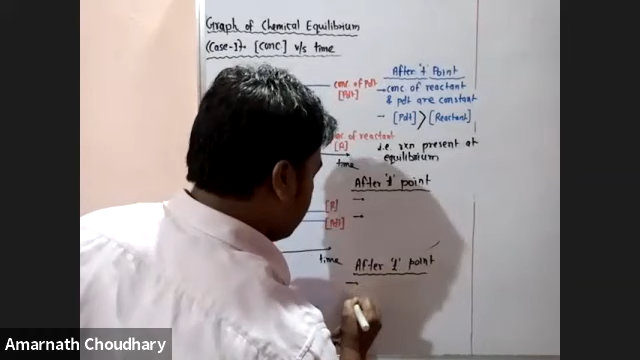 Graph of Chemical Equilibrium
(Case-I)→ [conc.] v/s time
conc. of Pdt
[Pdt]
of reactant
[A]
time
After 't' Point
→ conc of reactant
& pdt are constant
→ [Pdt] > [Reactant]
i.e. rxn present at
equilibrium
After 't' point
→
→
[R]
[Pdt]
time
After 't' point
→
Amarnath Choudhary